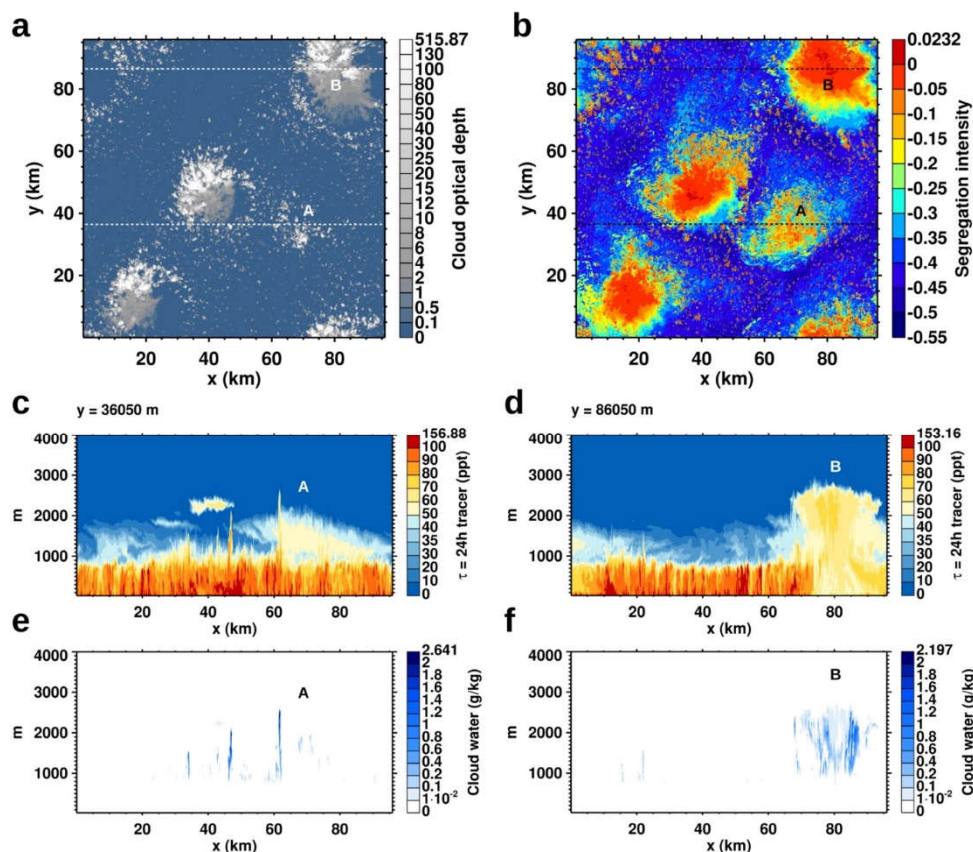 a
515.87
130
100
80
60
50
40
30
25
20
15
12
10
8
6
4
2
1
0.5
0.1
0
Cloud optical depth
80
60
40
20
y (km)
20 40 60 80
x (km)
B
A
b
0.0232
0
-0.05
-0.1
-0.15
-0.2
-0.25
-0.3
-0.35
-0.4
-0.45
-0.5
-0.55
Segregation intensity
80
60
40
20
y (km)
20 40 60 80
x (km)
B
A
c
y = 36050 m
4000
3000
2000
1000
m
A
20 40 60 80
x (km)
156.88
100
90
80
70
60
50
40
35
30
20
10
0
τ = 24h tracer (ppt)
d
y = 86050 m
4000
3000
2000
1000
m
B
20 40 60 80
x (km)
153.16
100
90
80
70
60
50
40
35
30
20
10
0
τ = 24h tracer (ppt)
e
4000
3000
2000
1000
m
A
20 40 60 80
x (km)
2.641
2
1.8
1.6
1.4
1.2
1
0.8
0.6
0.4
0.2
0.1
1·10⁻²
0
Cloud water (g/kg)
f
4000
3000
2000
1000
m
B
20 40 60 80
x (km)
2.197
2
1.8
1.4
1.2
1
0.8
0.6
0.4
0.2
0.1
1·10⁻²
0
Cloud water (g/kg)